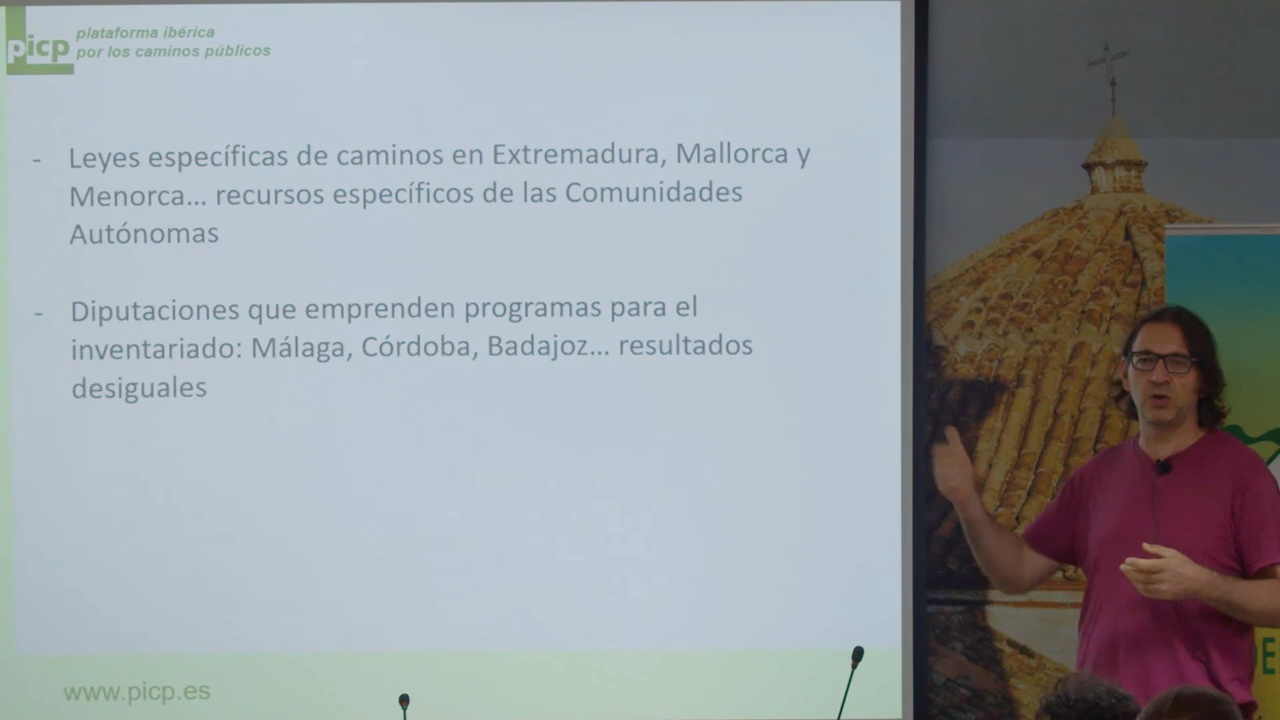 picp
plataforma ibérica
por los caminos públicos
- Leyes específicas de caminos en Extremadura, Mallorca y
Menorca... recursos específicos de las Comunidades
Autónomas
- Diputaciones que emprenden programas para el
inventariado: Málaga, Córdoba, Badajoz... resultados
desiguales
www.picp.es
DE